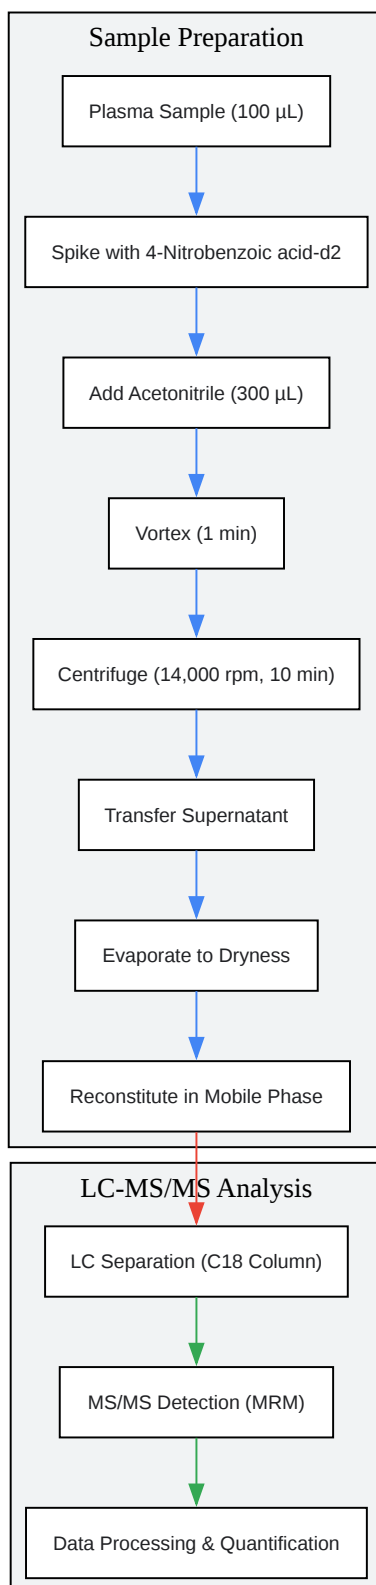 Sample Preparation
Plasma Sample (100 µL)
Spike with 4-Nitrobenzoic acid-d2
Add Acetonitrile (300 µL)
Vortex (1 min)
Centrifuge (14,000 rpm, 10 min)
Transfer Supernatant
Evaporate to Dryness
Reconstitute in Mobile Phase
LC-MS/MS Analysis
LC Separation (C18 Column)
MS/MS Detection (MRM)
Data Processing & Quantification